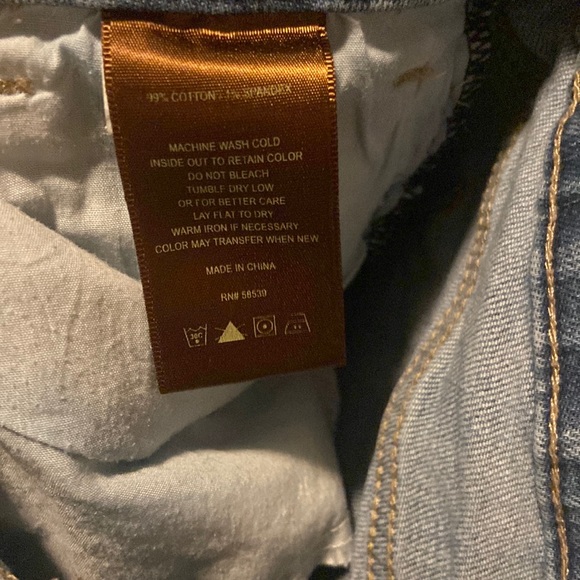 99% COTTON / 1% SPANDEX
MACHINE WASH COLD
INSIDE OUT TO RETAIN COLOR
DO NOT BLEACH
TUMBLE DRY LOW
OR FOR BETTER CARE
LAY FLAT TO DRY
WARM IRON IF NECESSARY
COLOR MAY TRANSFER WHEN NEW
MADE IN CHINA
RN# 58539
30C